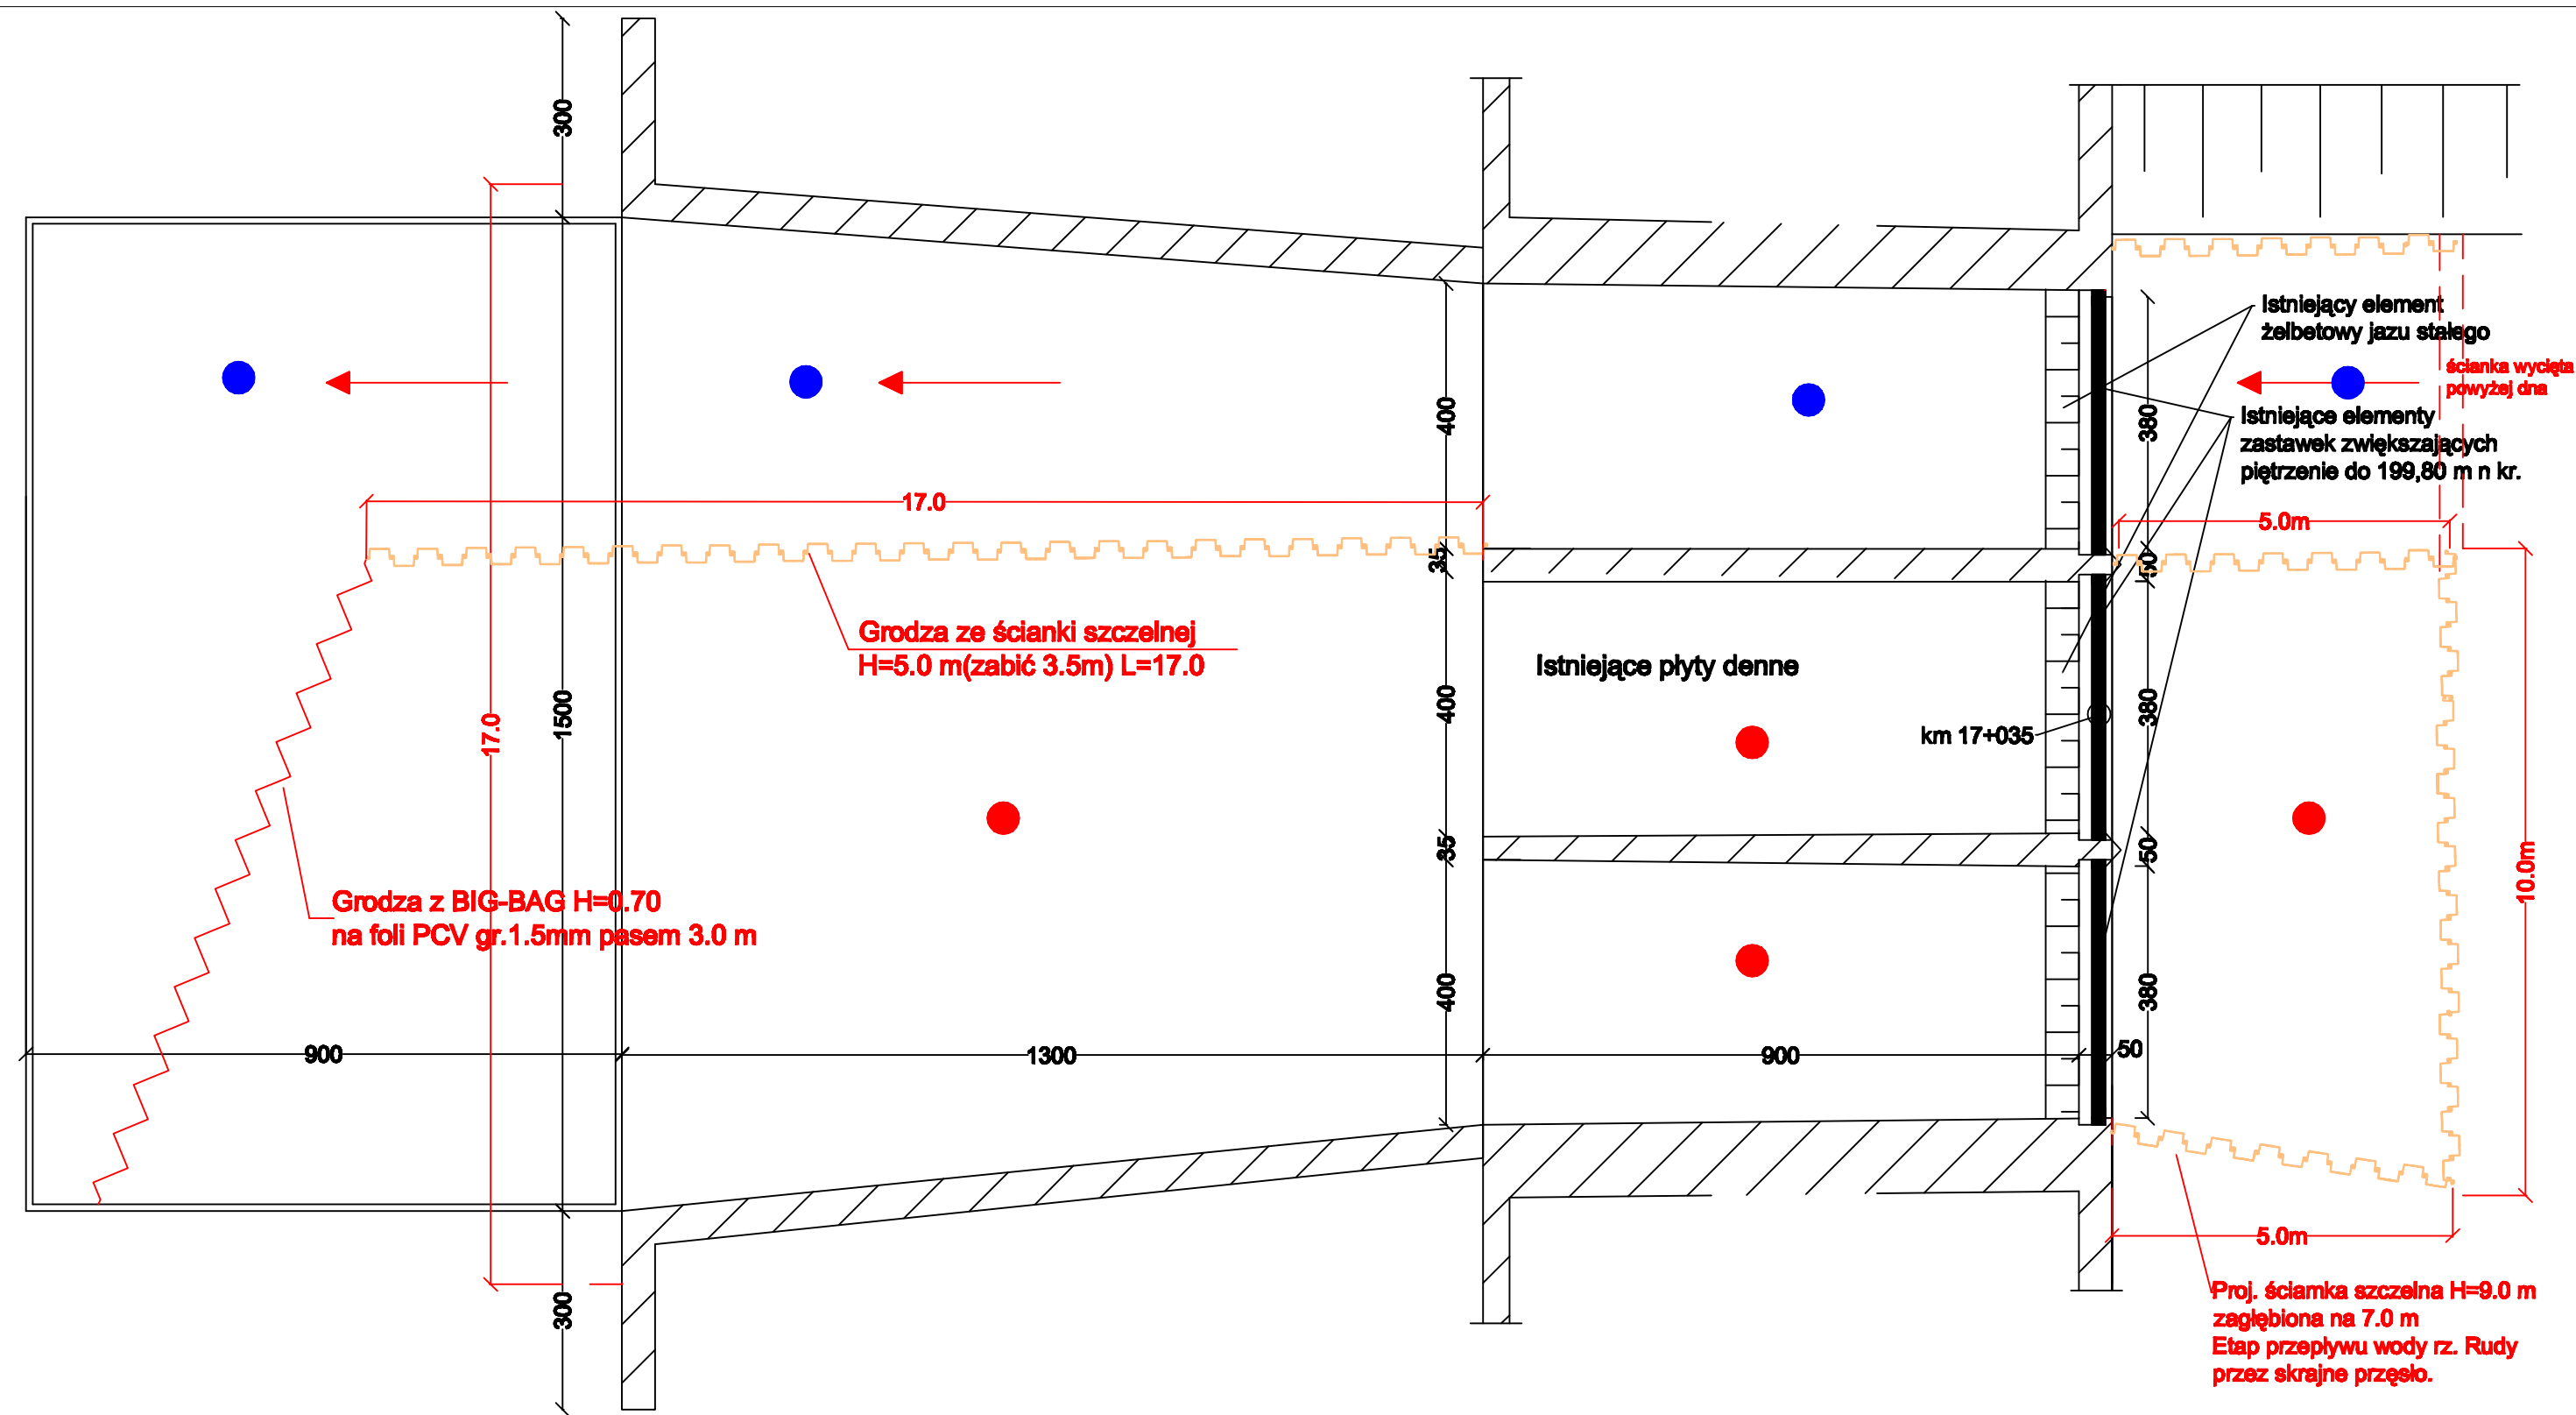 300
Istniejący element
żelbetowy jazu stałego
ścianka wycięta
powyżej dna
Istniejące elementy
zastawek zwiększających
piętrzenie do 199,80 m n kr.
400
380
17.0
5.0m
35
50
Grodza ze ścianki szczelnej
H=5.0 m(zabić 3.5m) L=17.0
Istniejące płyty denne
17.0
1500
400
380
km 17+035
35
50
10.0m
Grodza z BIG-BAG H=0.70
na foli PCV gr.1.5mm pasem 3.0 m
400
380
900
1300
900
50
5.0m
300
Proj. ściamka szczelna H=9.0 m
zagłębiona na 7.0 m
Etap przepływu wody rz. Rudy
przez skrajne przęsło.